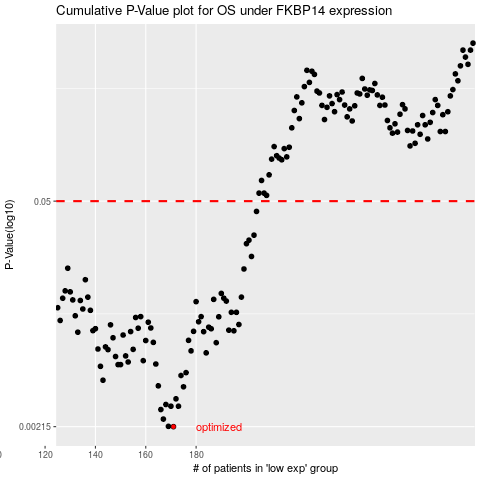 Cumulative P-Value plot for OS under FKBP14 expression
P-Value(log10)
0.05
0.00215
optimized
0 120 140 160 180
# of patients in 'low exp' group